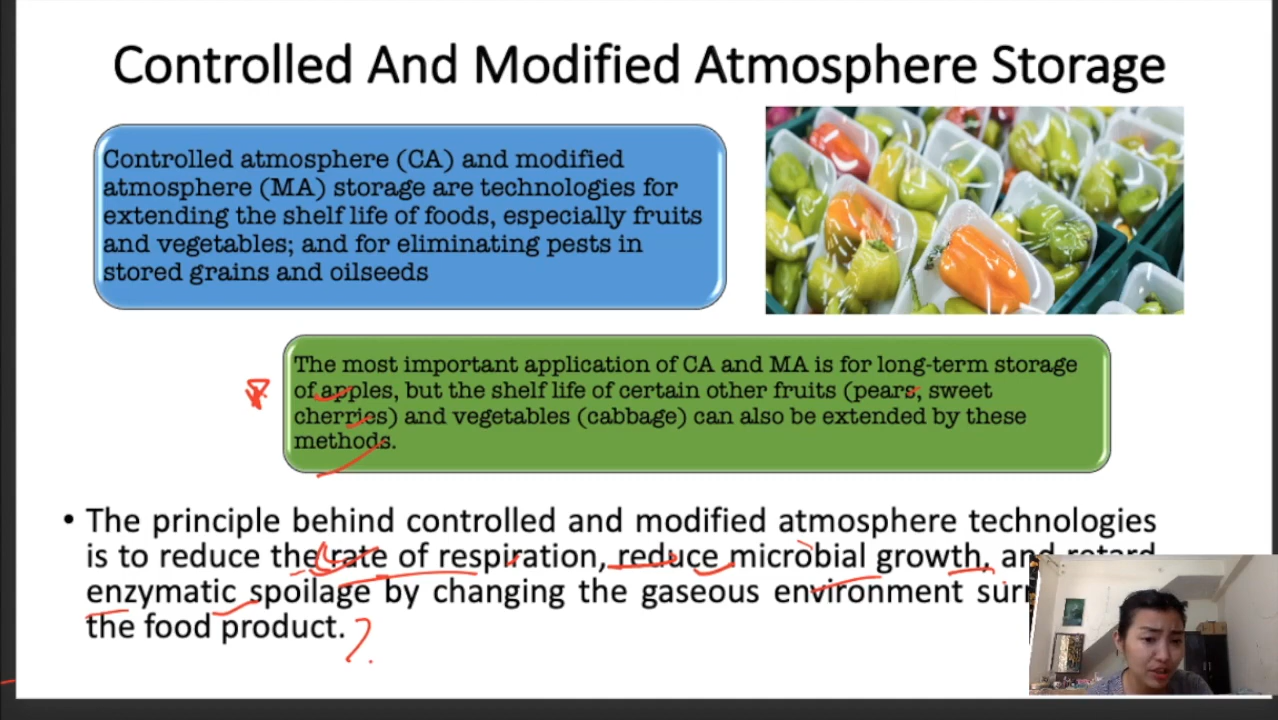 Controlled And Modified Atmosphere Storage
Controlled atmosphere (CA) and modified
atmosphere (MA) storage are technologies for
extending the shelf life of foods, especially fruits
and vegetables; and for eliminating pests in
stored grains and oilseeds
The most important application of CA and MA is for long-term storage
of apples, but the shelf life of certain other fruits (pears, sweet
cherries) and vegetables (cabbage) can also be extended by these
methods.
• The principle behind controlled and modified atmosphere technologies
is to reduce the rate of respiration, reduce microbial growth, and retard
enzymatic spoilage by changing the gaseous environment
the food product.